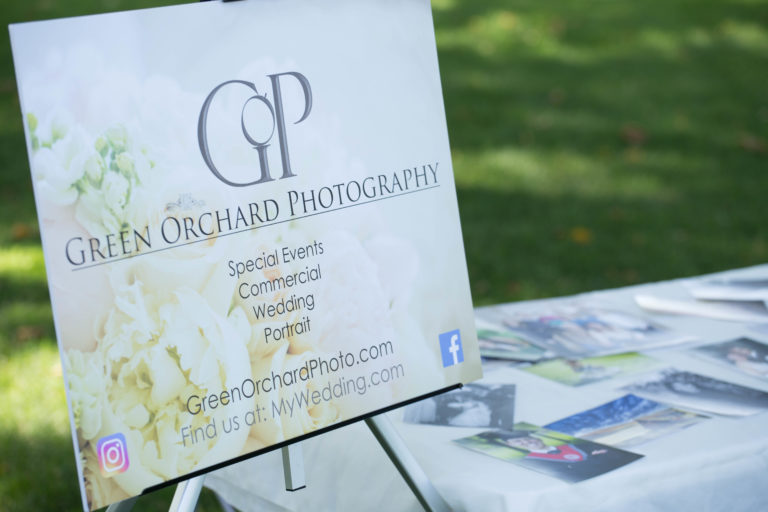 GOP
GREEN ORCHARD PHOTOGRAPHY
Special Events
Commercial
Wedding
Portrait
GreenOrchardPhoto.com
Find us at: MyWedding.com
f